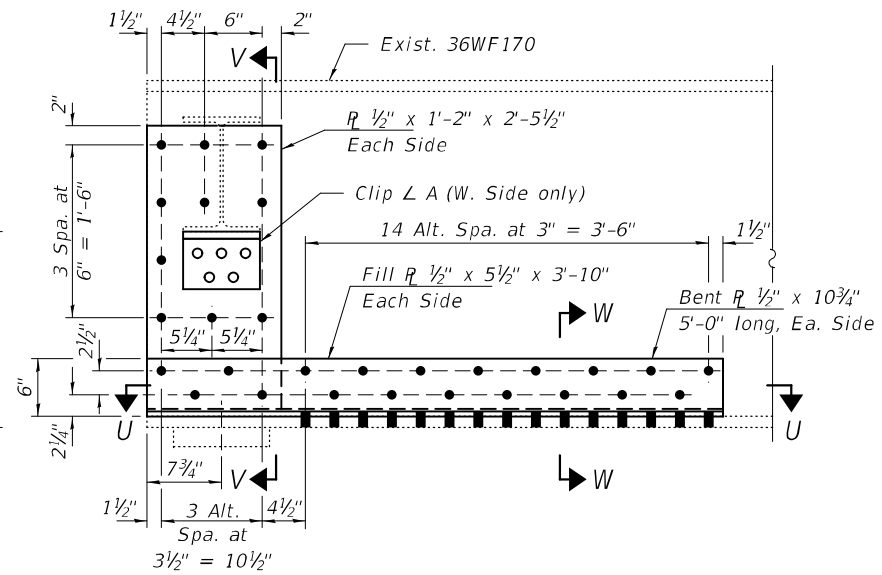 1½" 4½" 6" 2"
V
Exist. 36WF170
2"
℄ ½" x 1'-2" x 2'-5½"
Each Side
Clip ∠ A (W. Side only)
3 Spa. at
6" = 1'-6"
14 Alt. Spa. at 3" = 3'-6"
1½"
Fill ℄ ½" x 5½" x 3'-10"
Each Side
Bent ℄ ½" x 10¾"
5'-0" long, Ea. Side
W
5¼" 5¼"
2½"
6"
U
U
2¼"
7¾"
V
W
1½"
3 Alt.
Spa. at
3½" = 10½"
4½"